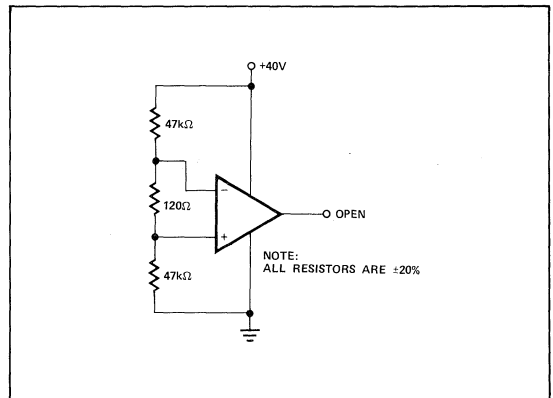 +40V
47kΩ
−
120Ω
OPEN
+
NOTE:
ALL RESISTORS ARE ±20%
47kΩ